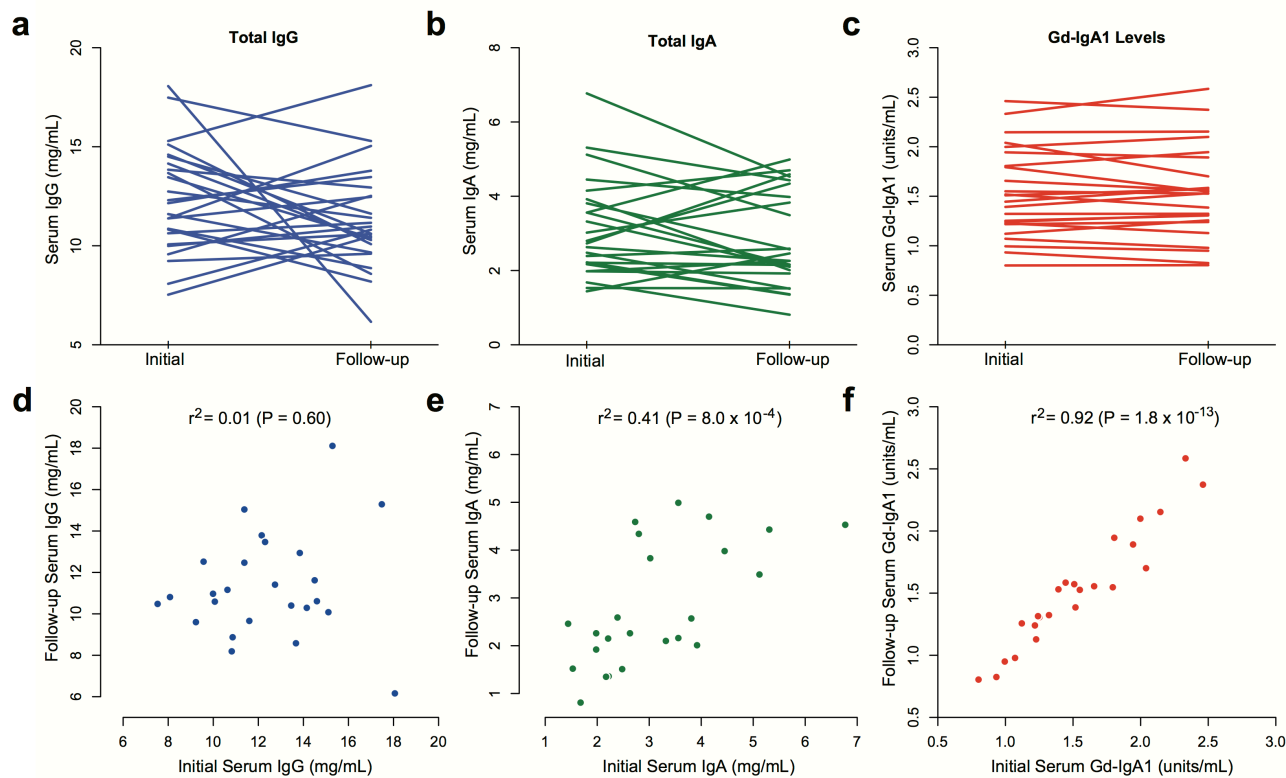 a
Total IgG
Serum IgG (mg/mL)
20
15
10
5
Initial
Follow-up
b
Total IgA
Serum IgA (mg/mL)
8
6
4
2
0
Initial
Follow-up
c
Gd-IgA1 Levels
Serum Gd-IgA1 (units/mL)
3.0
2.5
2.0
1.5
1.0
0.5
0.0
Initial
Follow-up
d
r2= 0.01 (P = 0.60)
Follow-up Serum IgG (mg/mL)
20
18
16
14
12
10
8
6
6 8 10 12 14 16 18 20
Initial Serum IgG (mg/mL)
e
r2= 0.41 (P = 8.0 x 10-4)
Follow-up Serum IgA (mg/mL)
7
6
5
4
3
2
1
1 2 3 4 5 6 7
Initial Serum IgA (mg/mL)
f
r2= 0.92 (P = 1.8 x 10-13)
Follow-up Serum Gd-IgA1 (units/mL)
3.0
2.5
2.0
1.5
1.0
0.5
0.5 1.0 1.5 2.0 2.5 3.0
Initial Serum Gd-IgA1 (units/mL)